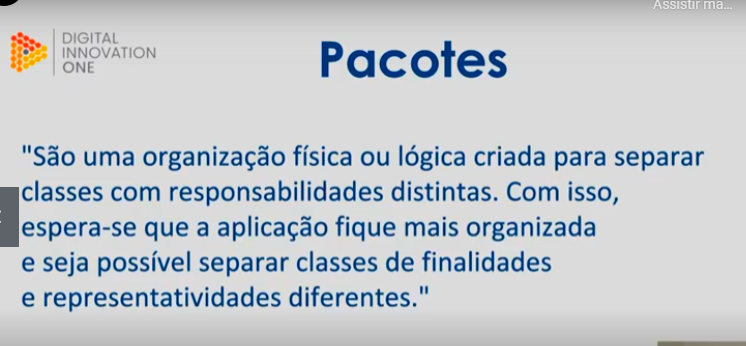 Assistir ma...
DIGITAL
INNOVATION
ONE
Pacotes
"São uma organização física ou lógica criada para separar
classes com responsabilidades distintas. Com isso,
espera-se que a aplicação fique mais organizada
e seja possível separar classes de finalidades
e representatividades diferentes."